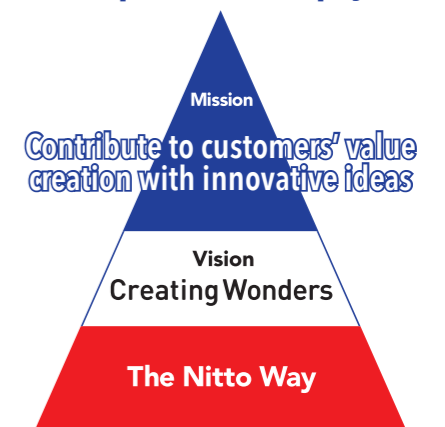 Mission
Contribute to customers’ value
creation with innovative ideas
Vision
Creating Wonders
The Nitto Way